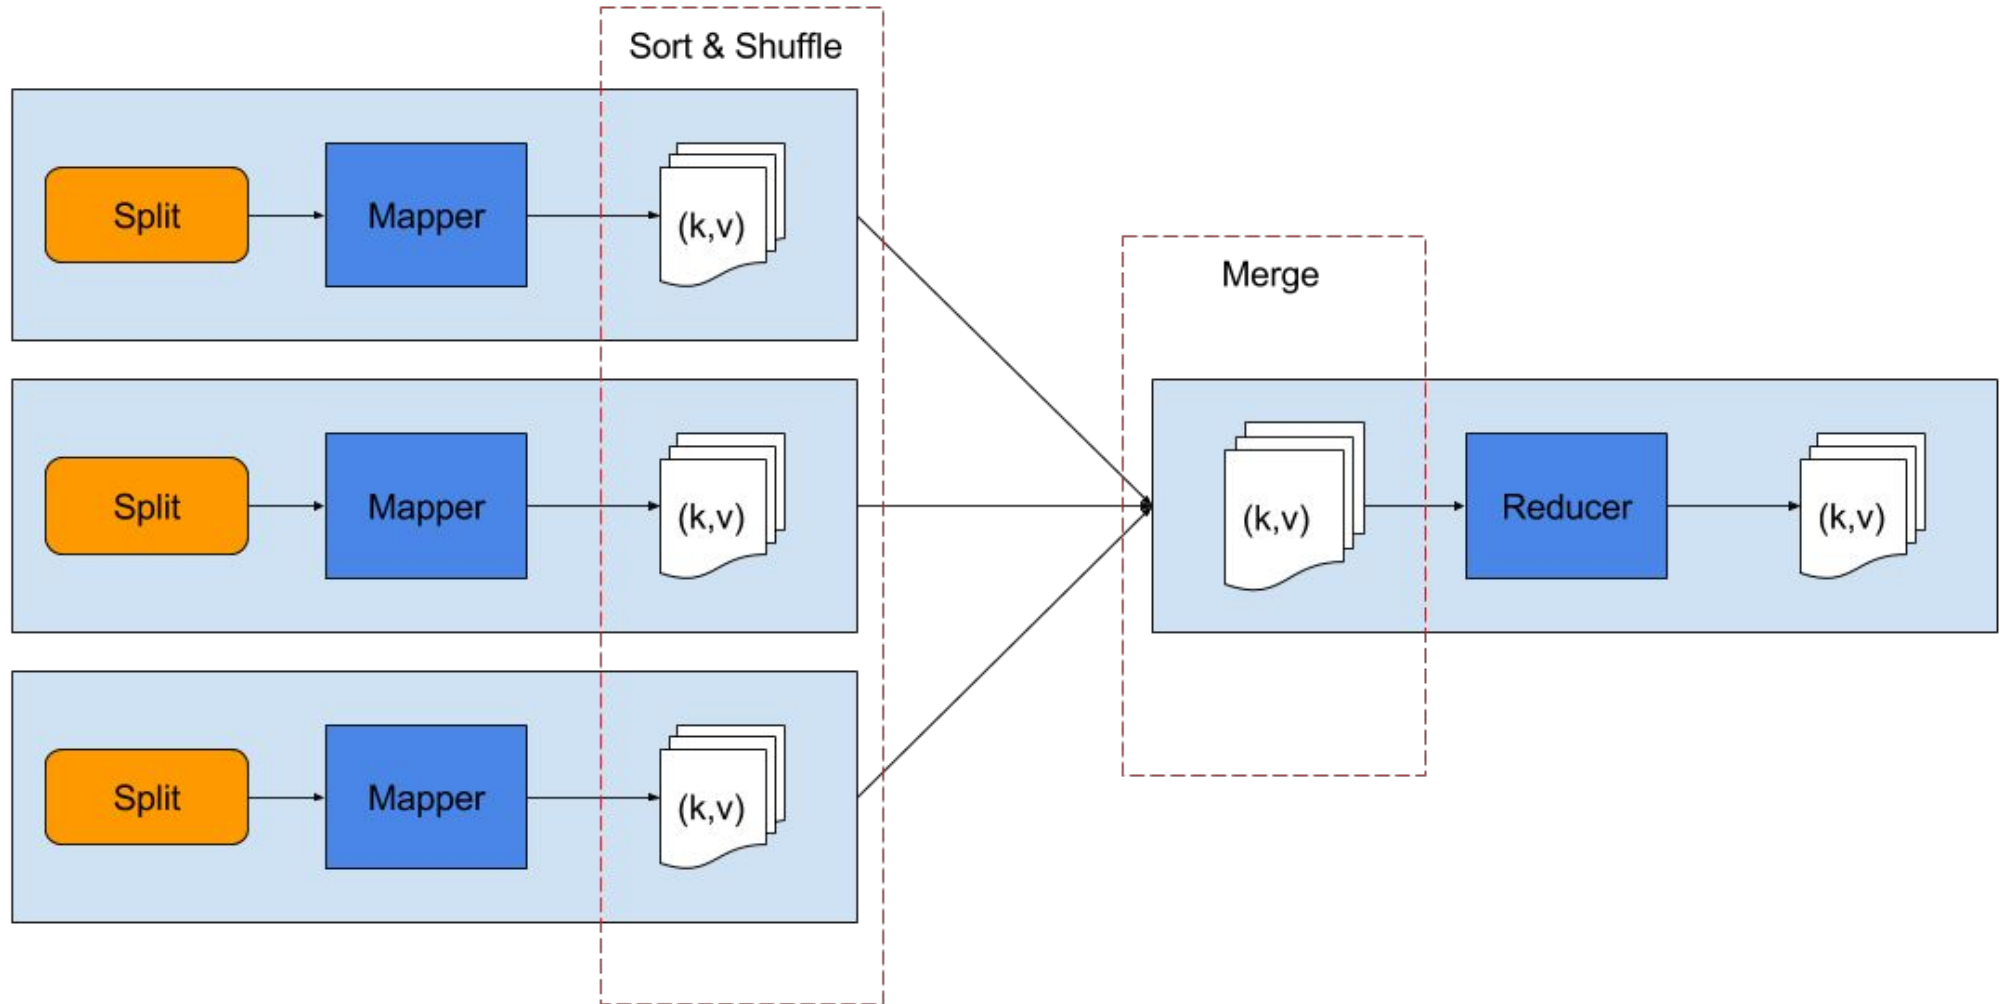 Sort & Shuffle
Split
Mapper
(k,v)
Split
Mapper
(k,v)
Split
Mapper
(k,v)
Merge
(k,v)
Reducer
(k,v)